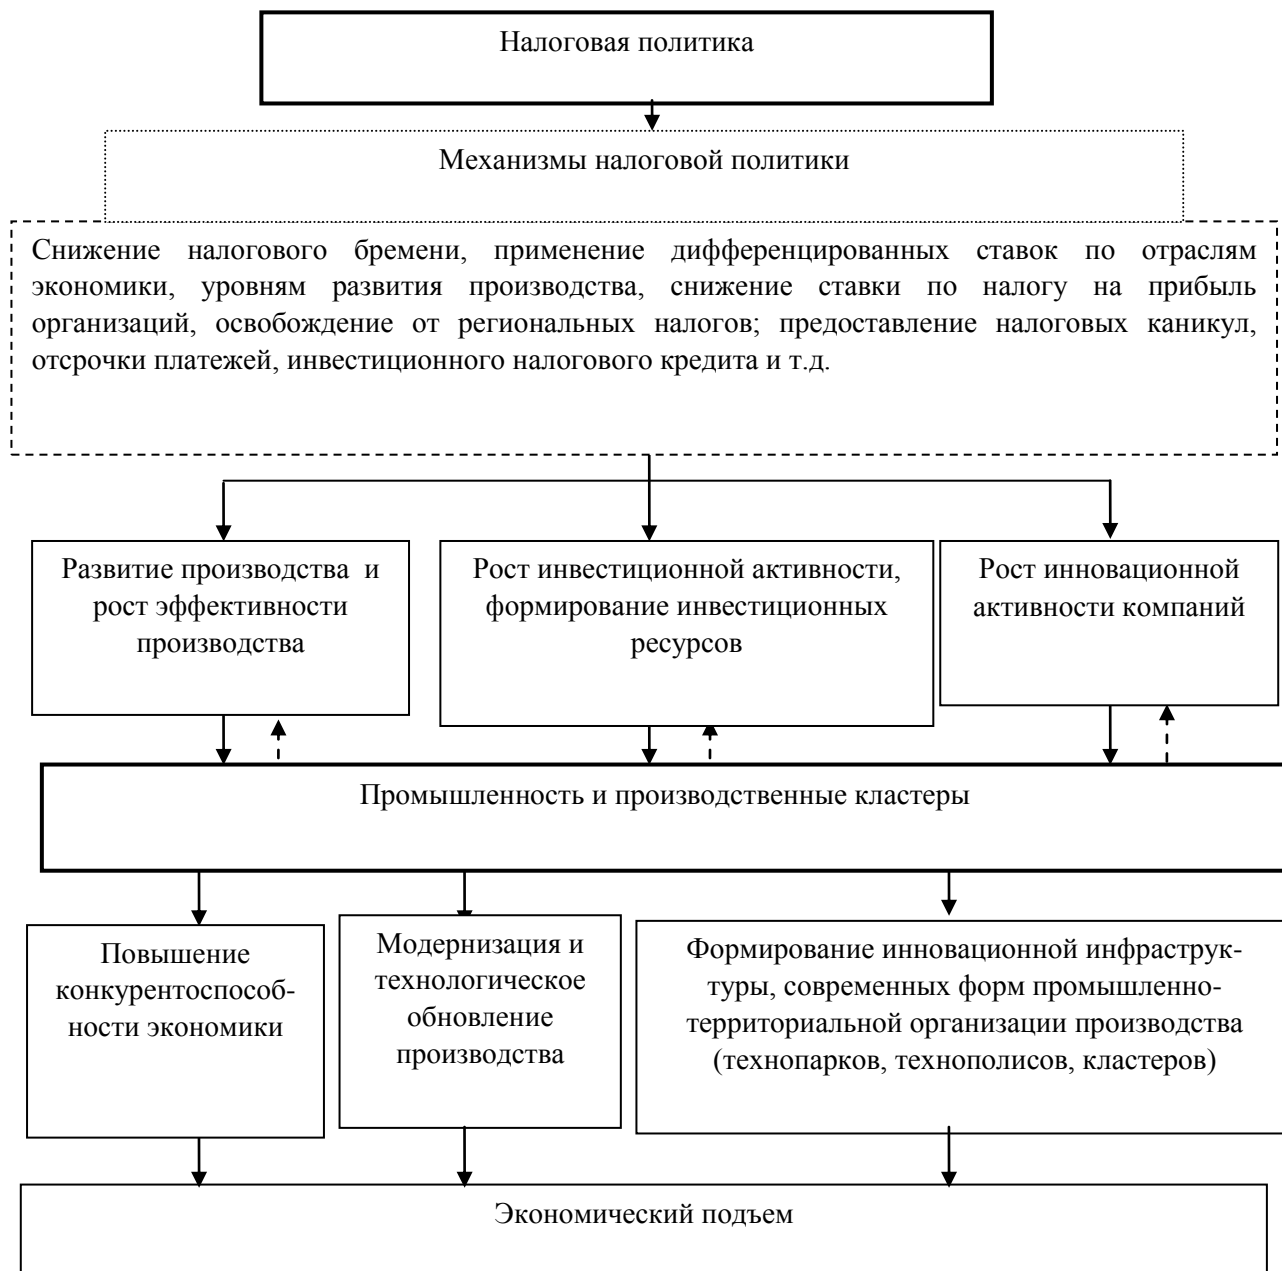 Налоговая политика
Механизмы налоговой политики
Снижение налогового бремени, применение дифференцированных ставок по отраслям
экономики, уровням развития производства, снижение ставки по налогу на прибыль
организаций, освобождение от региональных налогов; предоставление налоговых каникул,
отсрочки платежей, инвестиционного налогового кредита и т.д.
Развитие производства и
рост эффективности
производства
Рост инвестиционной активности,
формирование инвестиционных
ресурсов
Рост инновационной
активности компаний
Промышленность и производственные кластеры
Повышение
конкурентоспособ-
ности экономики
Модернизация и
технологическое
обновление
производства
Формирование инновационной инфраструк-
туры, современных форм промышленно-
территориальной организации производства
(технопарков, технополисов, кластеров)
Экономический подъем